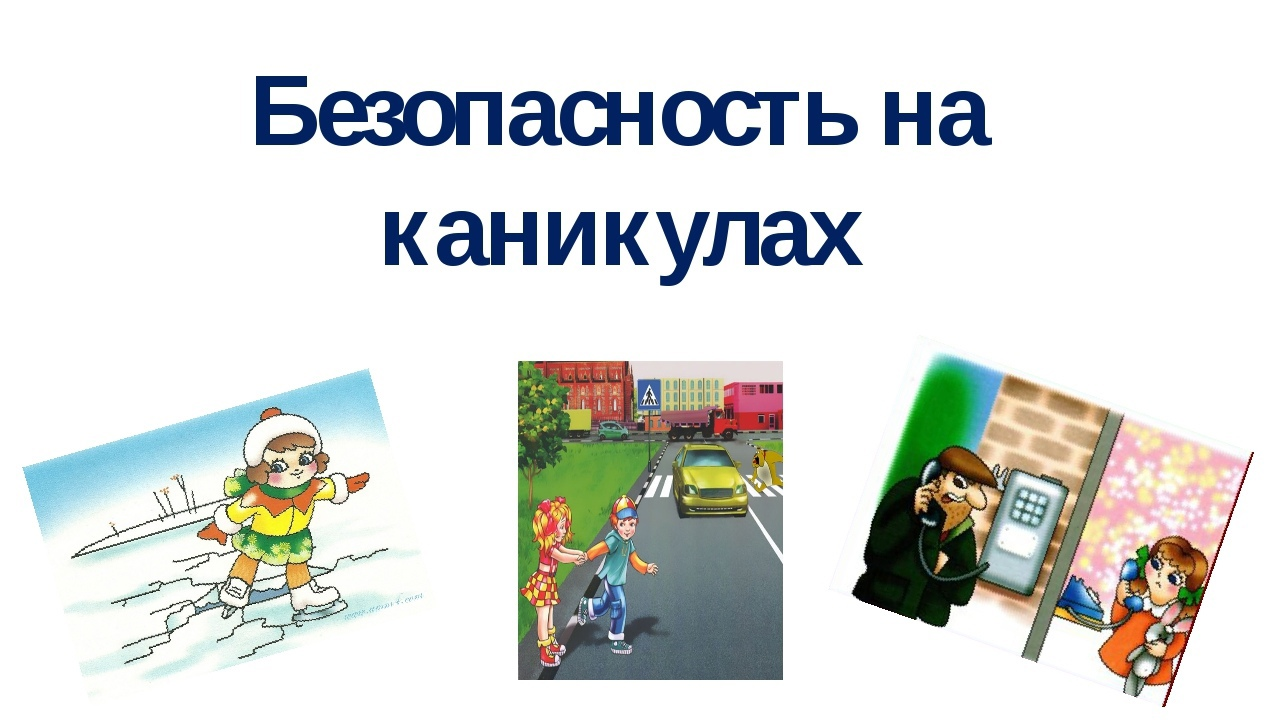 Безопасность на
каникулах